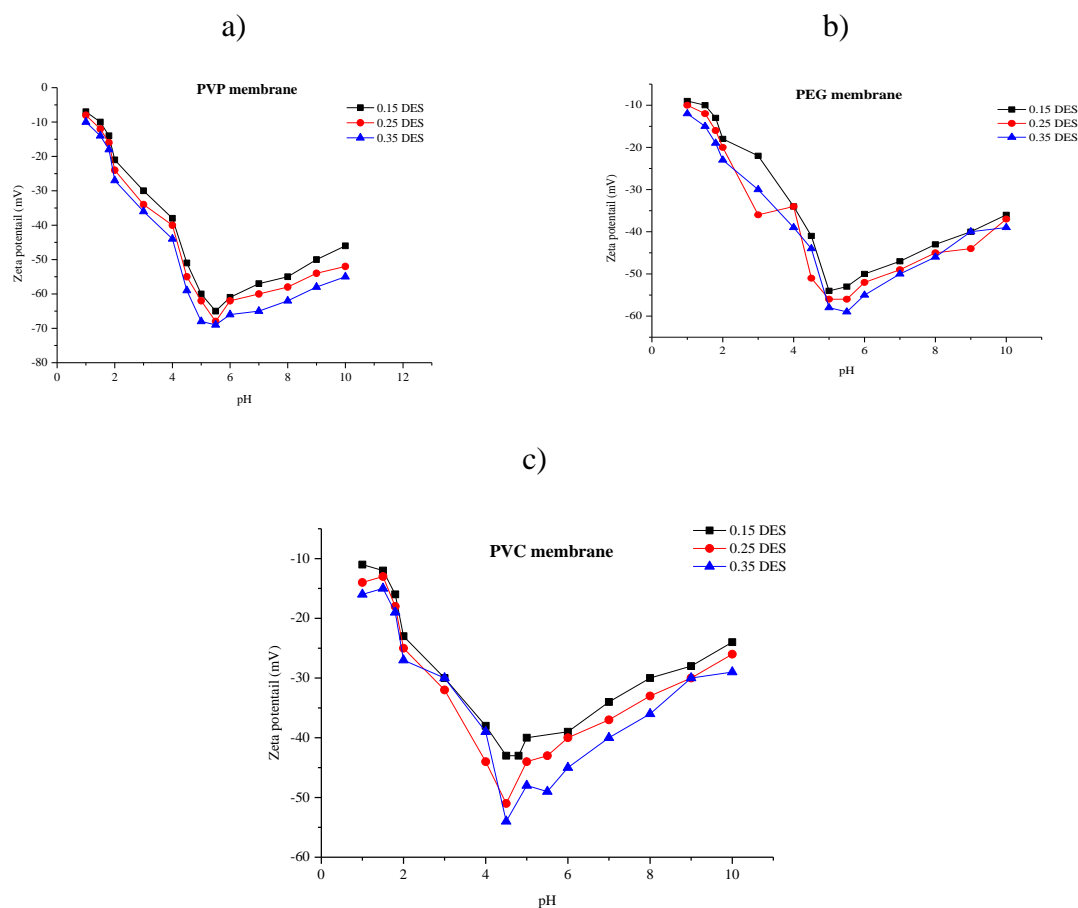 a)
b)
PVP membrane
0.15 DES
0.25 DES
0.35 DES
0
-10
-20
-30
-40
-50
-60
-70
-80
Zeta potentail (mV)
0 2 4 6 8 10 12
pH
PEG membrane
0.15 DES
0.25 DES
0.35 DES
-10
-20
-30
-40
-50
-60
Zeta potentail (mV)
0 2 4 6 8 10
pH
c)
PVC membrane
0.15 DES
0.25 DES
0.35 DES
-10
-20
-30
-40
-50
-60
Zeta potentail (mV)
0 2 4 6 8 10
pH